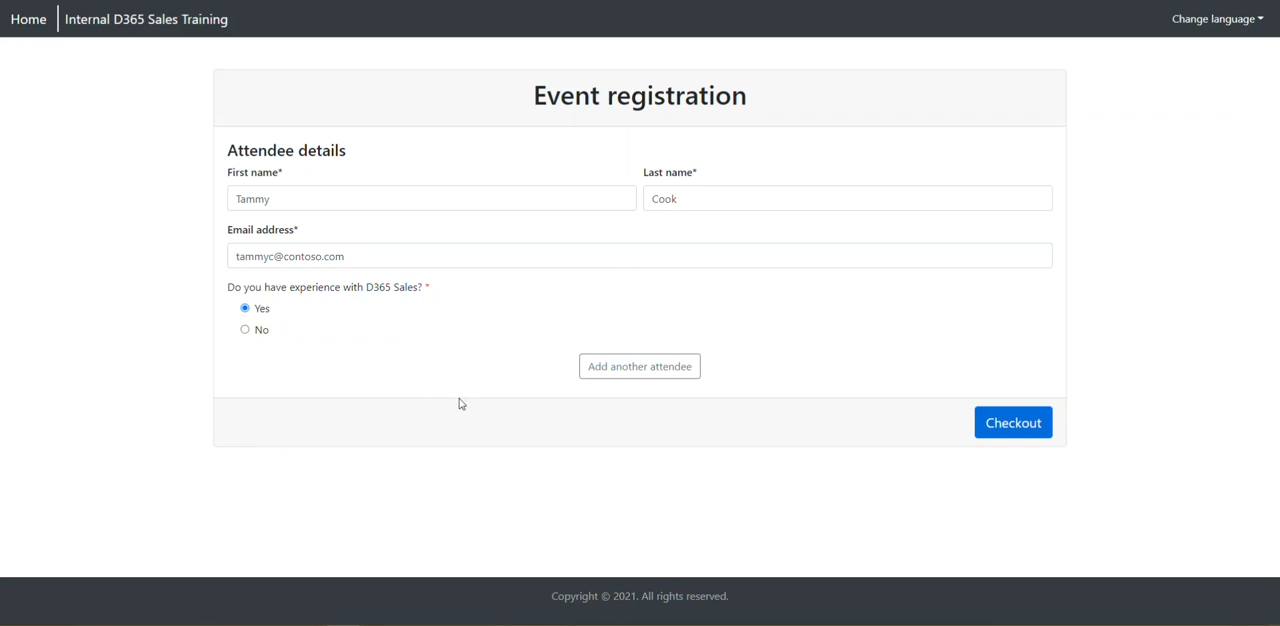 Home
Internal D365 Sales Training
Change language
Event registration
Attendee details
First name*
Last name*
Tammy
Cook
Email address*
tammyc@contoso.com
Do you have experience with D365 Sales? *
Yes
No
Add another attendee
Checkout
Copyright © 2021. All rights reserved.